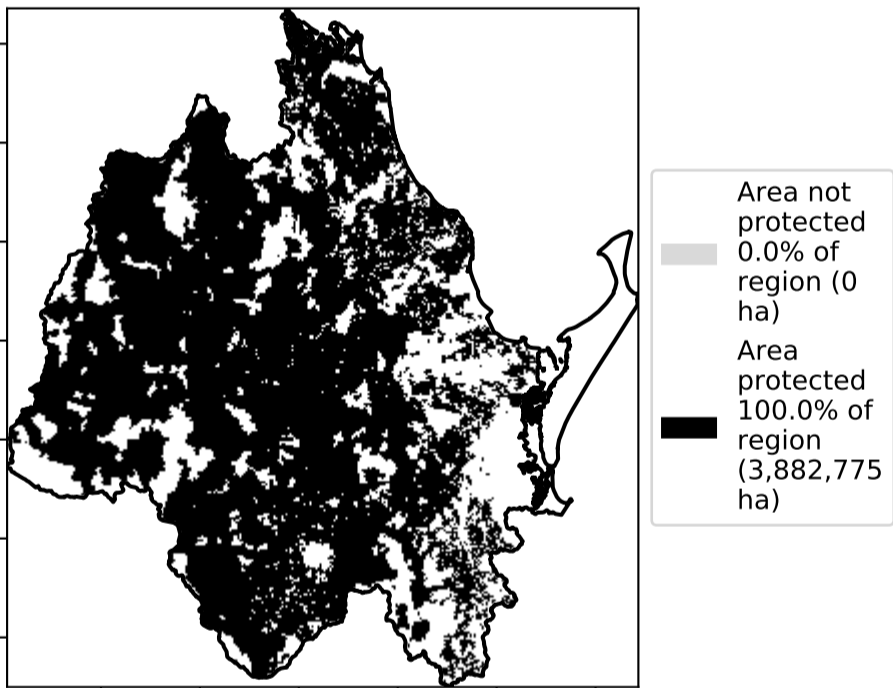 Area not
protected
0.0% of
region (0
ha)
Area
protected
100.0% of
region
(3,882,775
ha)